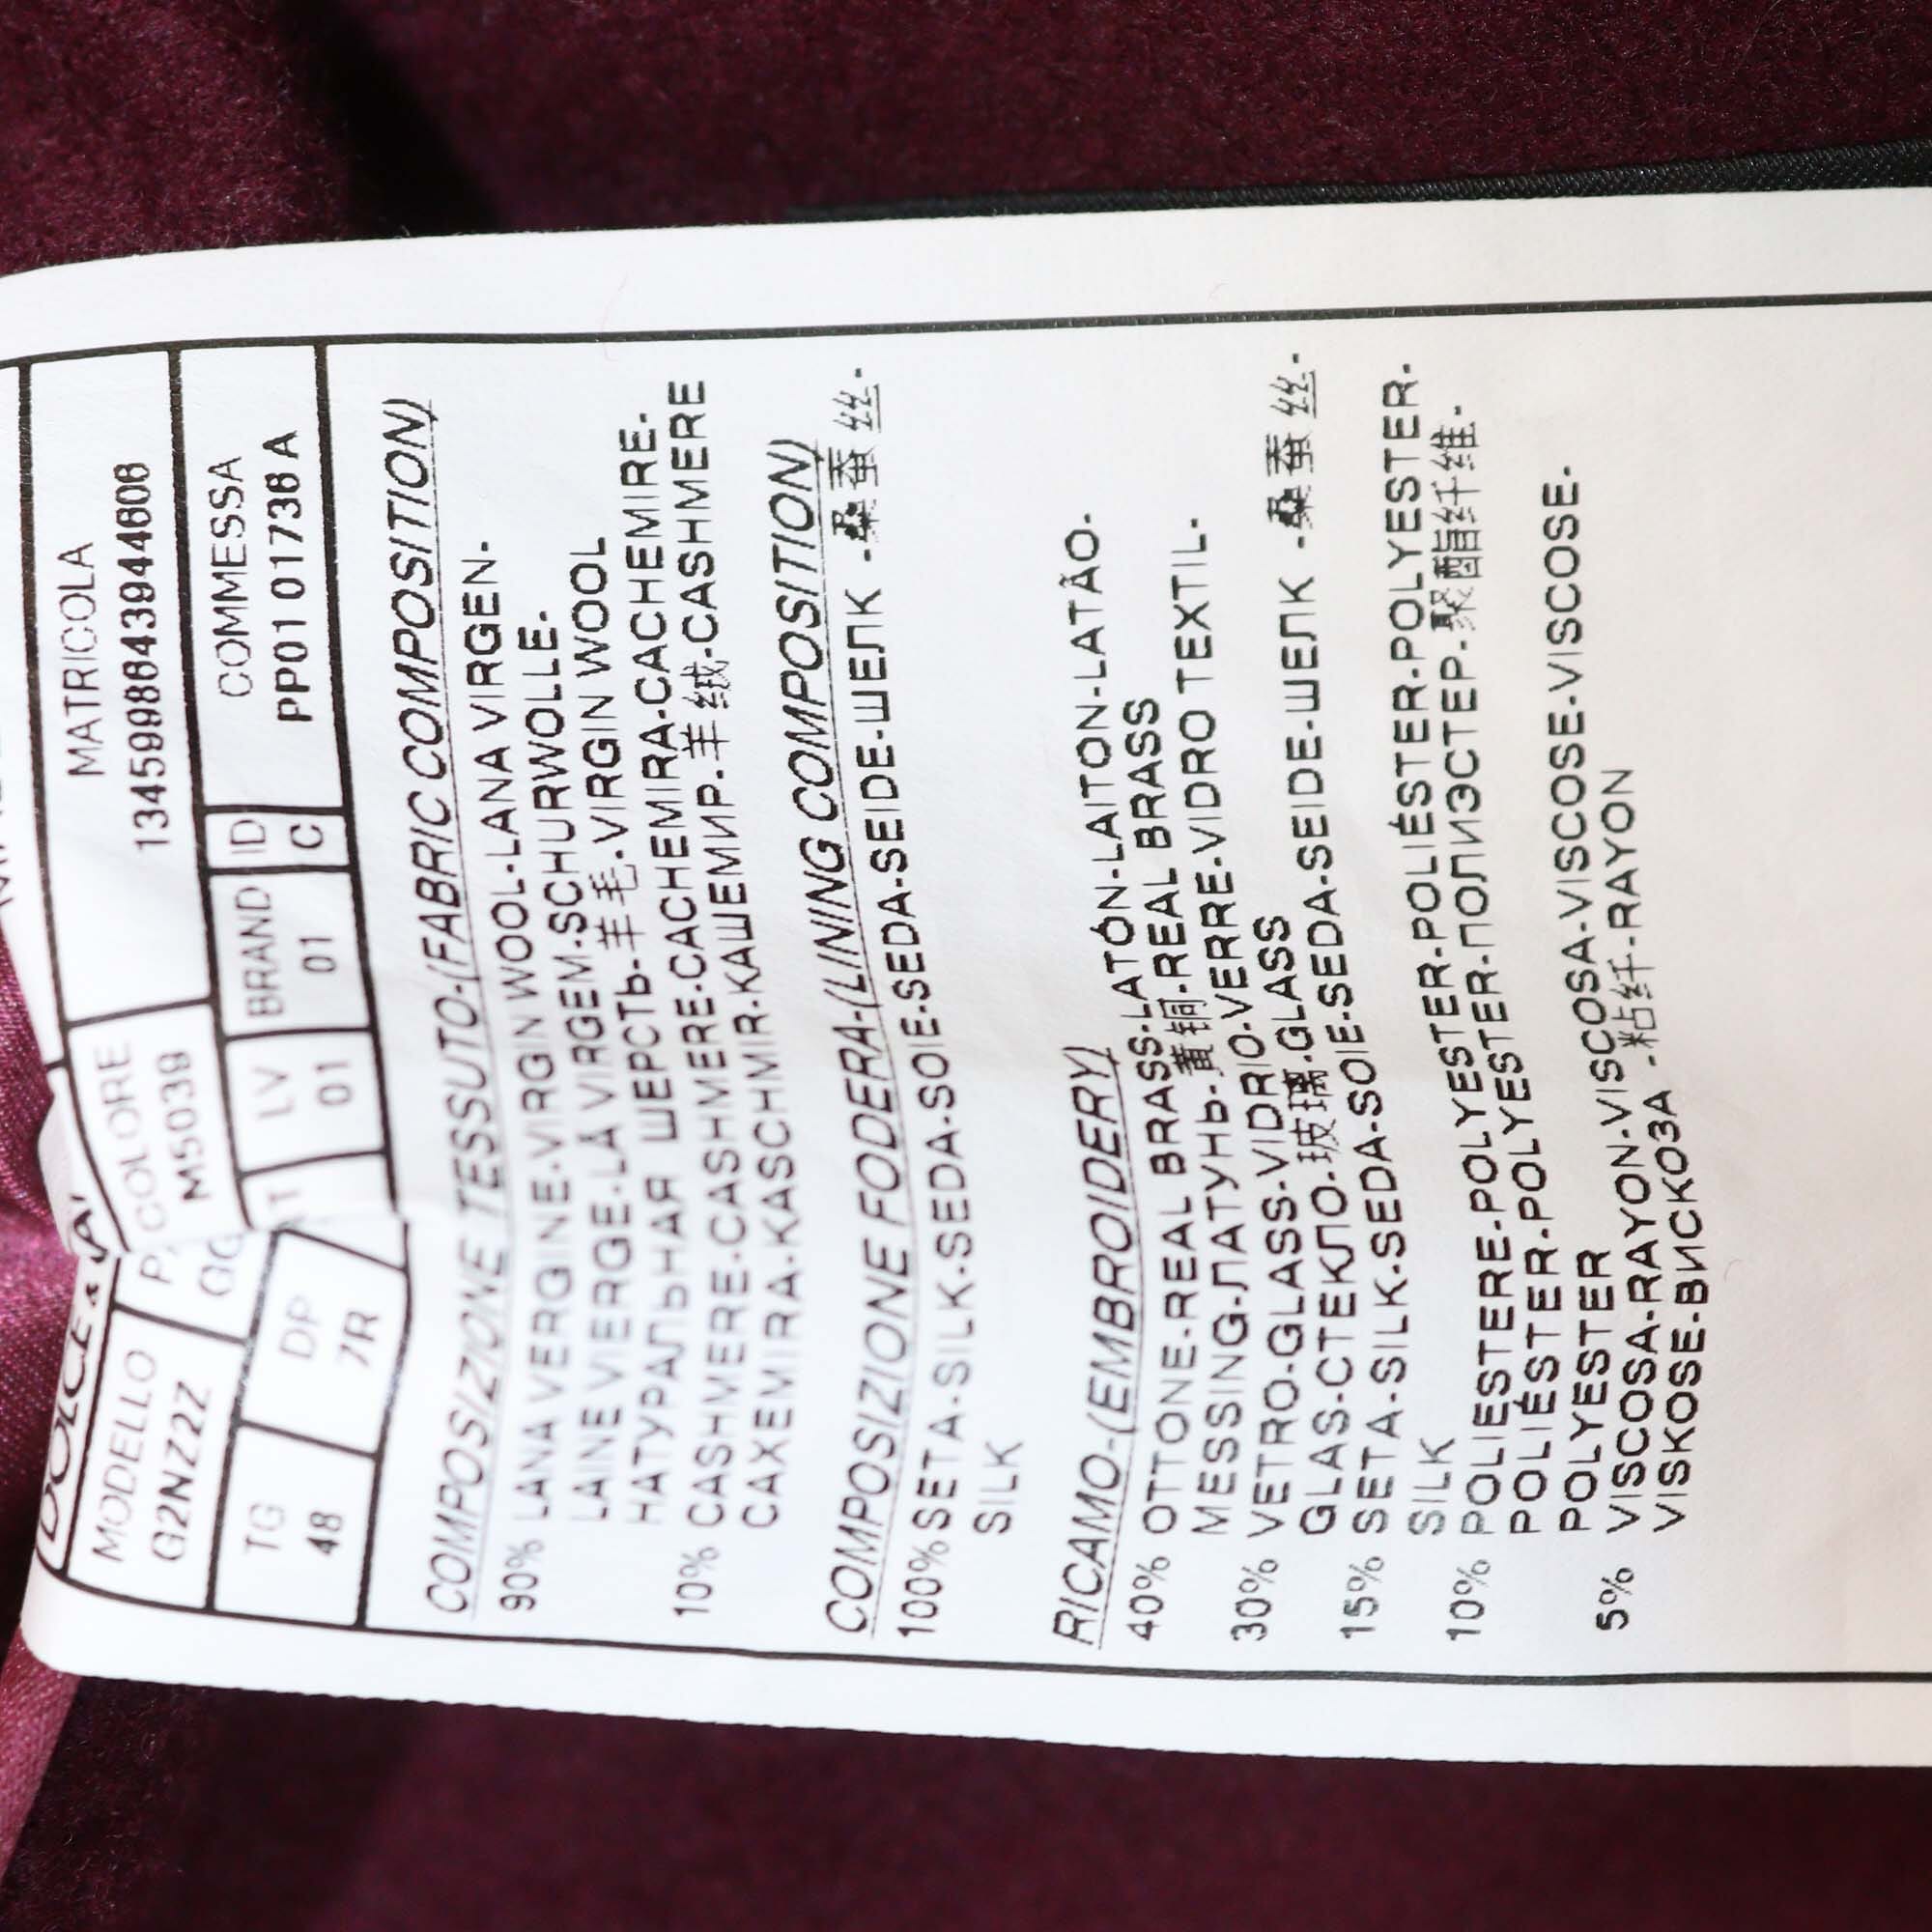 DOLCE &
MODELLO
G2NZ2Z
COLORE
M5039
MATRICOLA
1345998643944606
TG
48
DP
7R
LV
01
BRAND
01
ID
C
COMMESSA
PP01 01736 A
COMPOSIZIONE TESSUTO-(FABRIC COMPOSITION)
90% LANA VERGINE-VIRGIN WOOL-LANA VIRGEN-
LAINE VIERGE-LÃ VIRGEM-SCHURWOLLE-
НАТУРАЛЬНАЯ ШЕРСТЬ-羊毛-VIRGIN WOOL
10% CASHMERE-CASHMERE-CACHEMIRA-CACHEMIRE-
CAXEMIRA-KASCHMIR-КАШЕМИР-羊绒-CASHMERE
COMPOSIZIONE FODERA-(LINING COMPOSITION)
100% SETA-SILK-SEDA-SOIE-SEDA-SEIDE-ШЕЛК -桑蚕丝-
SILK
RICAMO-(EMBROIDERY)
40% OTTONE-REAL BRASS-LATÓN-LAITON-LATÃO-
MESSING-ЛАТУНЬ-黄铜-REAL BRASS
30% VETRO-GLASS-VIDRIO-VERRE-VIDRO TEXTIL-
GLAS-СТЕКЛО-玻璃-GLASS
15% SETA-SILK-SEDA-SOIE-SEDA-SEIDE-ШЕЛК -桑蚕丝-
SILK
10% POLIESTERE-POLYESTER-POLIÉSTER-POLYESTER-
POLIÉSTER-POLYESTER-ПОЛИЭСТЕР-聚酯纤维-
POLYESTER
5% VISCOSA-RAYON-VISCOSA-VISCOSE-VISCOSE-
VISKOSE-ВИСКОЗА -粘纤-RAYON